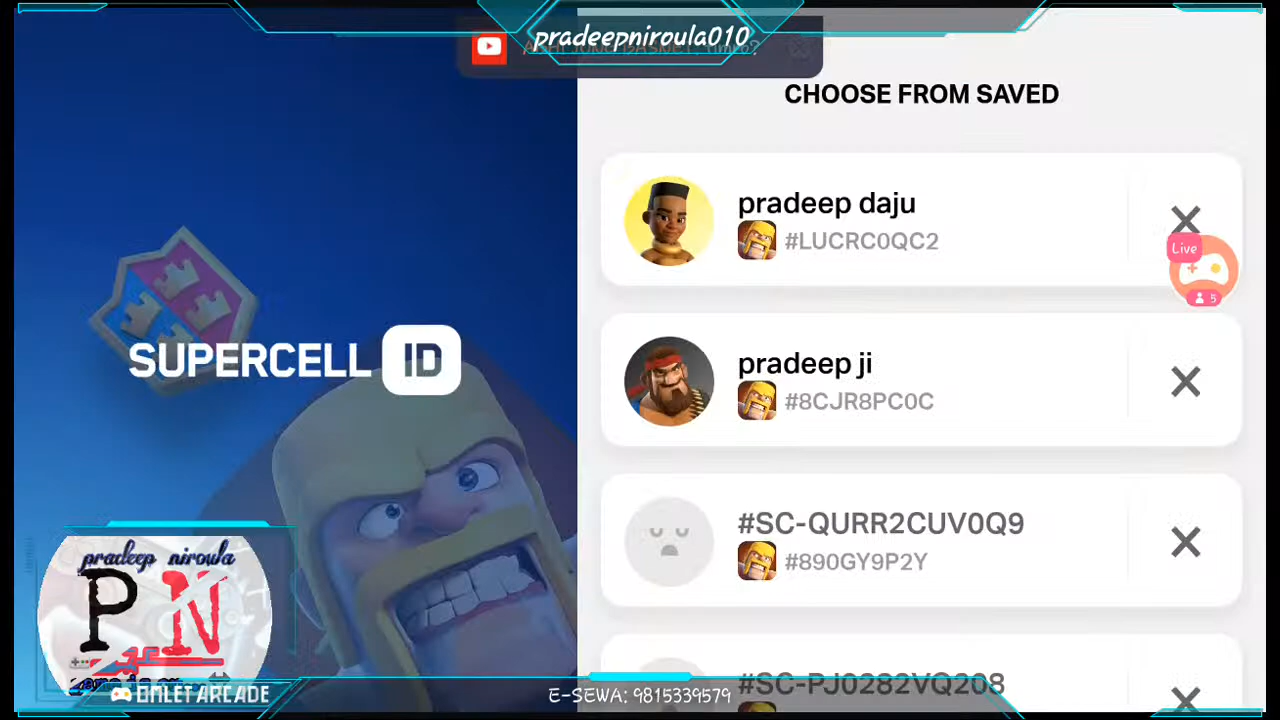 pradeepniroula010
CHOOSE FROM SAVED
pradeep daju
#LUCRC0QC2
Live
5
pradeep ji
#8CJR8PC0C
SUPERCELL ID
#SC-QURR2CUV0Q9
#890GY9P2Y
pradeep niroula
PN
#SC-PJ0282VQ2O8
OMLET ARCADE
E-SEWA: 9815339579